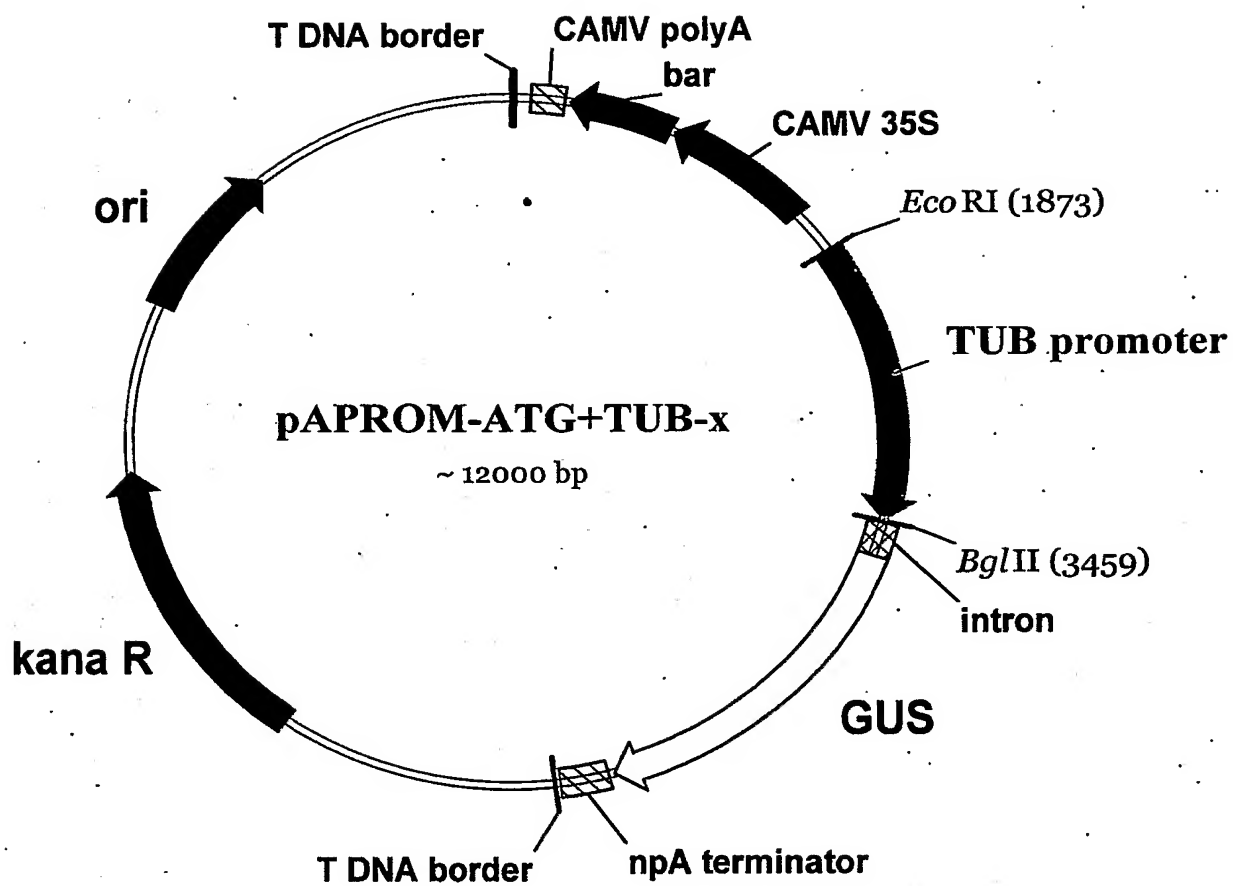 T DNA border
CAMV polyA
bar
CAMV 35S
EcoRI (1873)
ori
TUB promoter
pAPROM-ATG+TUB-x
~ 12000 bp
BglII (3459)
intron
kana R
GUS
T DNA border
npA terminator